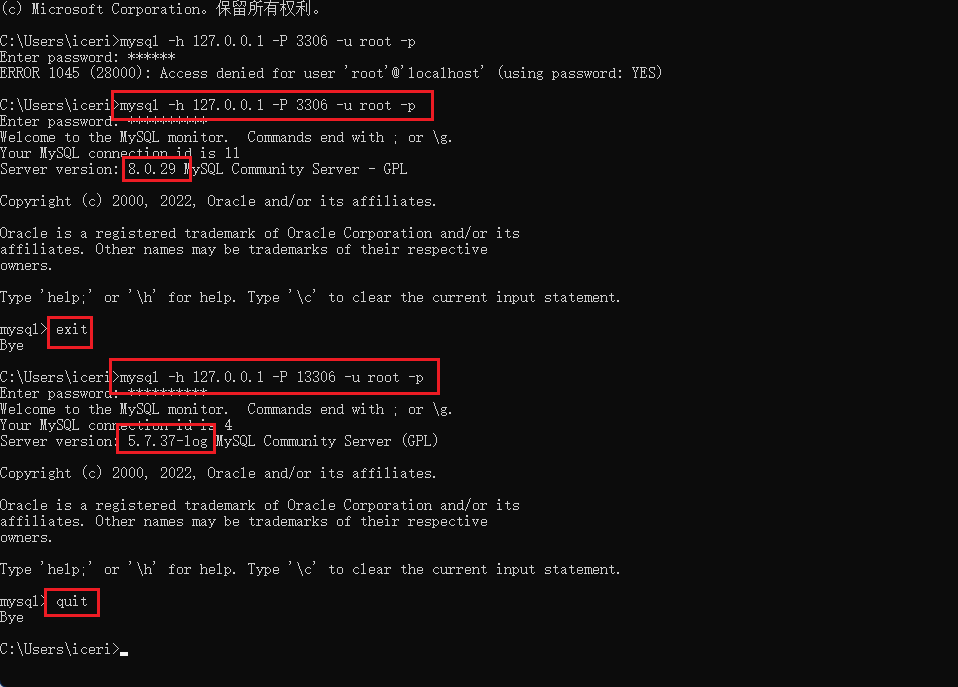 (c) Microsoft Corporation。保留所有权利。
C:\Users\iceri>mysql -h 127.0.0.1 -P 3306 -u root -p
Enter password: ******
ERROR 1045 (28000): Access denied for user 'root'@'localhost' (using password: YES)
C:\Users\iceri>mysql -h 127.0.0.1 -P 3306 -u root -p
Enter password: **********
Welcome to the MySQL monitor.  Commands end with ; or \g.
Your MySQL connection id is 11
Server version: 8.0.29 MySQL Community Server - GPL
Copyright (c) 2000, 2022, Oracle and/or its affiliates.
Oracle is a registered trademark of Oracle Corporation and/or its
affiliates. Other names may be trademarks of their respective
owners.
Type 'help;' or '\h' for help. Type '\c' to clear the current input statement.
mysql> exit
Bye
C:\Users\iceri>mysql -h 127.0.0.1 -P 13306 -u root -p
Enter password: **********
Welcome to the MySQL monitor.  Commands end with ; or \g.
Your MySQL connection id is 4
Server version: 5.7.37-log MySQL Community Server (GPL)
Copyright (c) 2000, 2022, Oracle and/or its affiliates.
Oracle is a registered trademark of Oracle Corporation and/or its
affiliates. Other names may be trademarks of their respective
owners.
Type 'help;' or '\h' for help. Type '\c' to clear the current input statement.
mysql> quit
Bye
C:\Users\iceri>